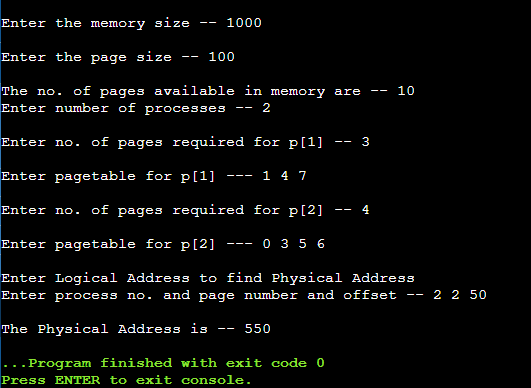 Enter the memory size -- 1000
Enter the page size -- 100
The no. of pages available in memory are -- 10
Enter number of processes -- 2
Enter no. of pages required for p[1] -- 3
Enter pagetable for p[1] --- 1 4 7
Enter no. of pages required for p[2] -- 4
Enter pagetable for p[2] --- 0 3 5 6
Enter Logical Address to find Physical Address
Enter process no. and page number and offset -- 2 2 50
The Physical Address is -- 550
...Program finished with exit code 0
Press ENTER to exit console.